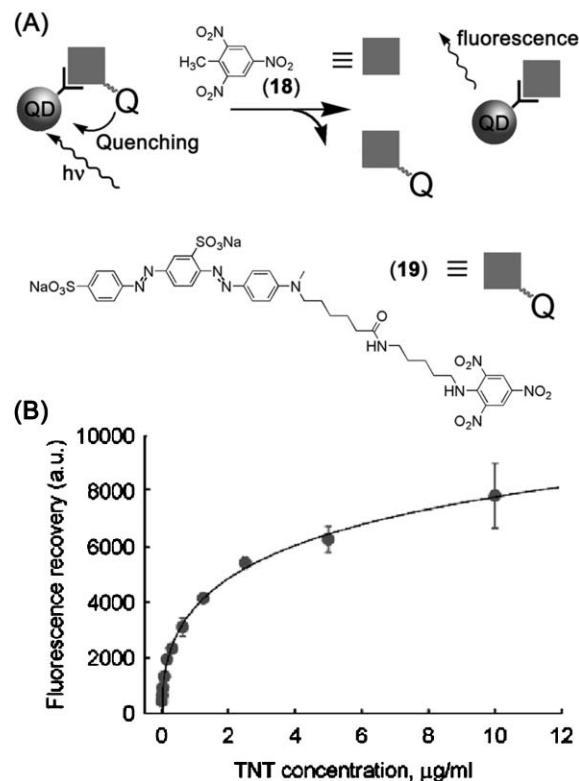 (A)
O₂N
NO₂
H₃C
O₂N
(18)
≡
fluorescence
QD
Q
Quenching
hν
Q
QD
SO₃Na
NaO₃S
N
N
N
N
N
(19) ≡
Q
O
HN
O₂N
HN
NO₂
O₂N
(B)
Fluorescence recovery (a.u.)
10000
8000
6000
4000
2000
0
0 2 4 6 8 10 12
TNT concentration, µg/ml